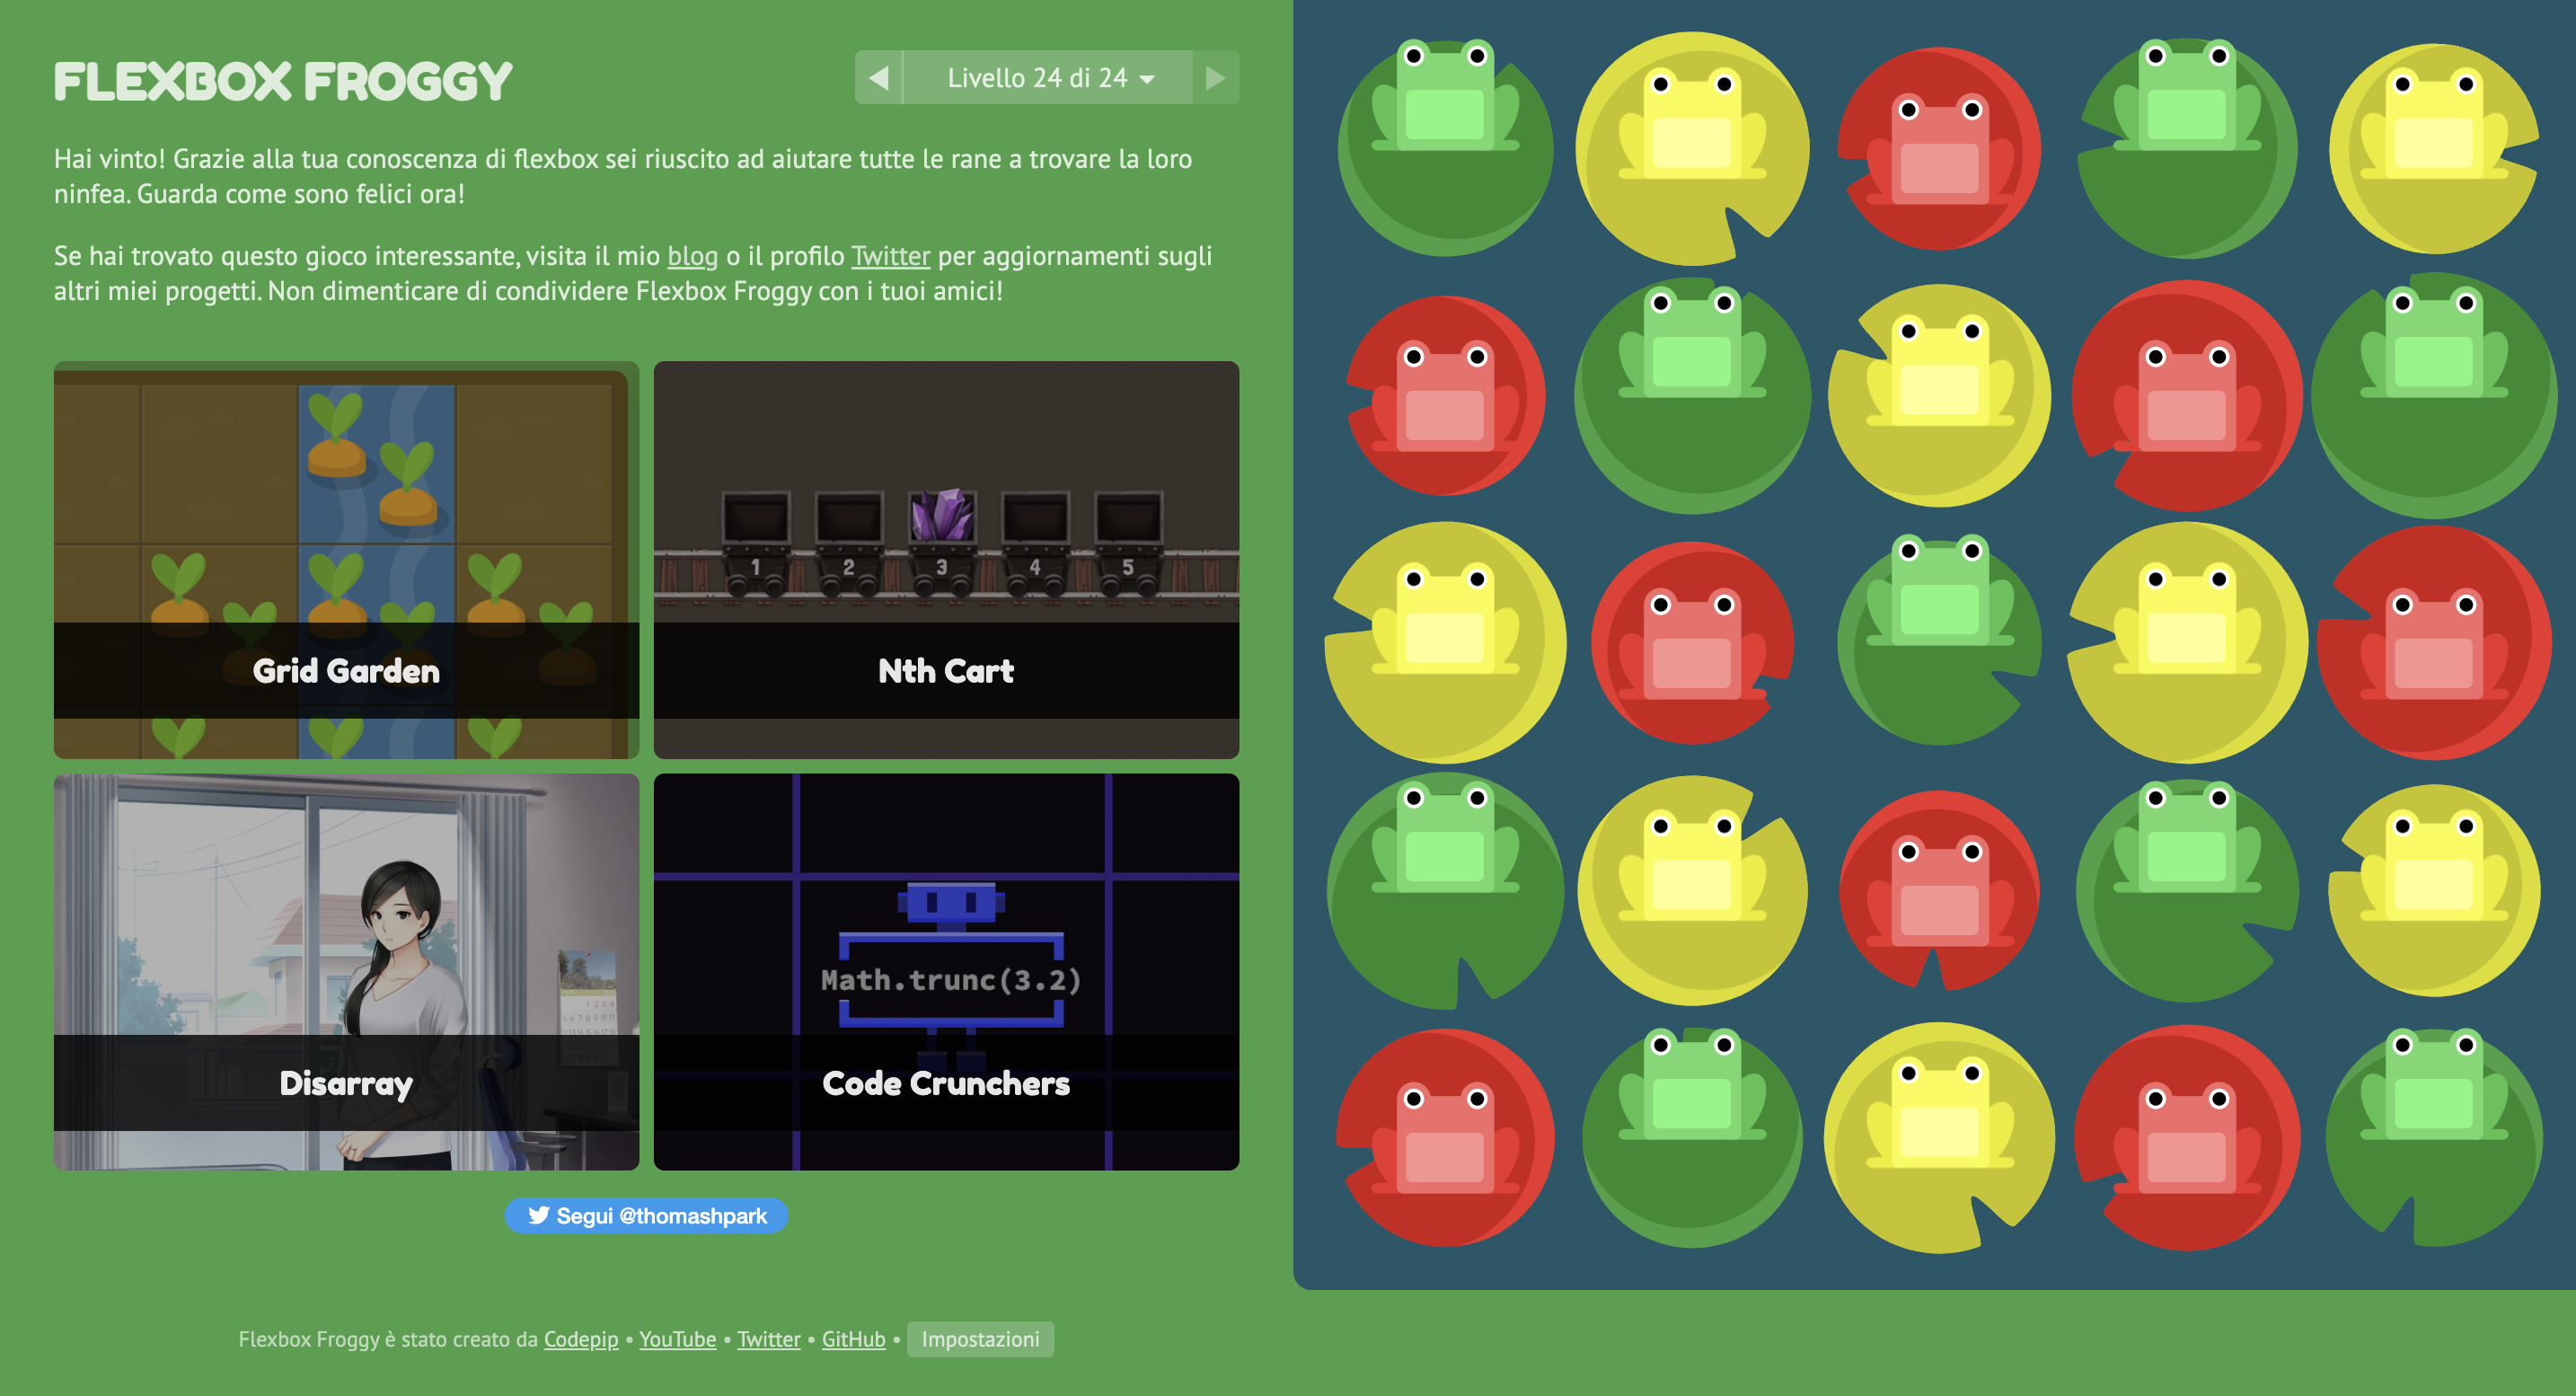 FLEXBOX FROGGY
Livello 24 di 24
Hai vinto! Grazie alla tua conoscenza di flexbox sei riuscito ad aiutare tutte le rane a trovare la loro
ninfea. Guarda come sono felici ora!
Se hai trovato questo gioco interessante, visita il mio blog o il profilo Twitter per aggiornamenti sugli
altri miei progetti. Non dimenticare di condividere Flexbox Froggy con i tuoi amici!
1 2 3 4 5
Grid Garden
Nth Cart
Math.trunc(3.2)
Disarray
Code Crunchers
Segui @thomashpark
Flexbox Froggy è stato creato da Codepip • YouTube • Twitter • GitHub • Impostazioni